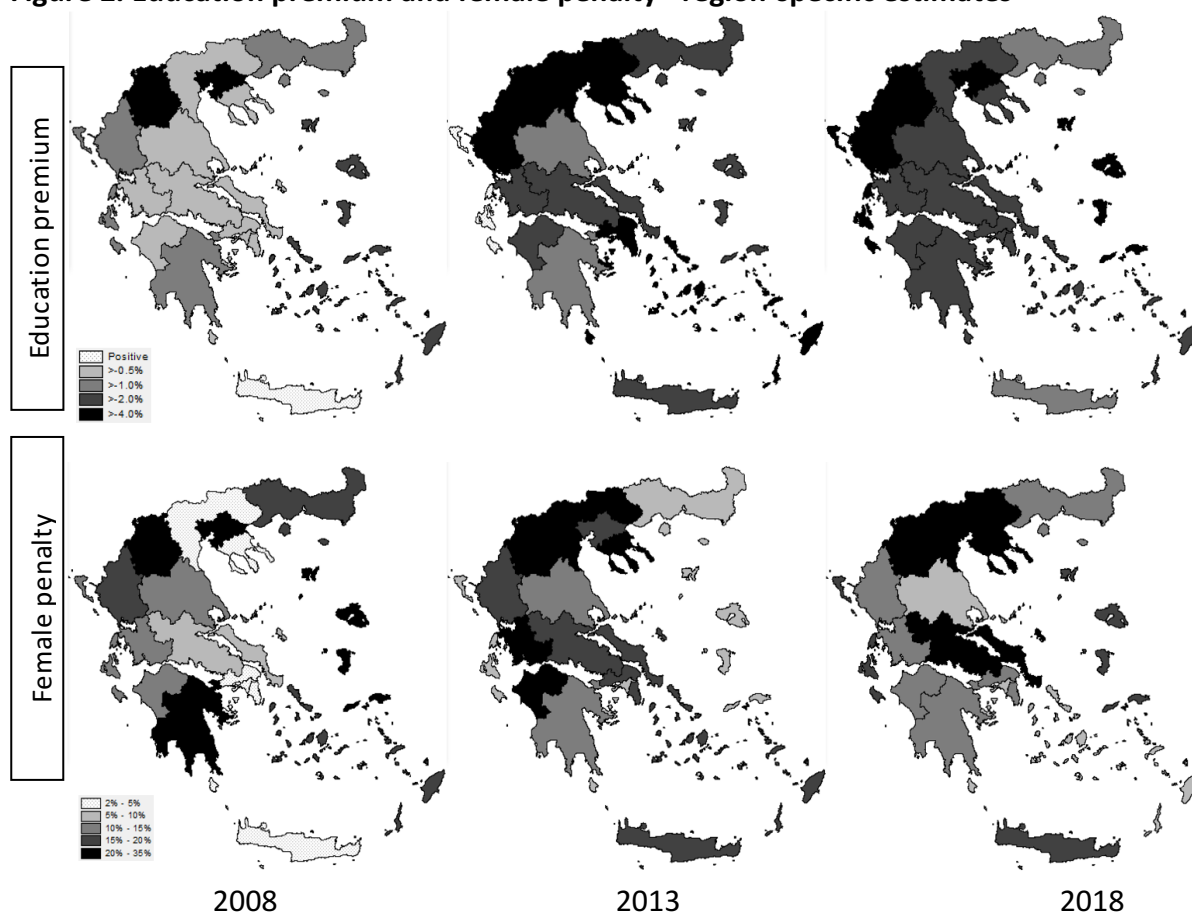 Figure 2. Education premium and female penalty - region-specific estimates
Education premium
Positive
>-0.5%
>-1.0%
>-2.0%
>-4.0%
Female penalty
2% - 5%
5% - 10%
10% - 15%
15% - 20%
20% - 35%
2008
2013
2018